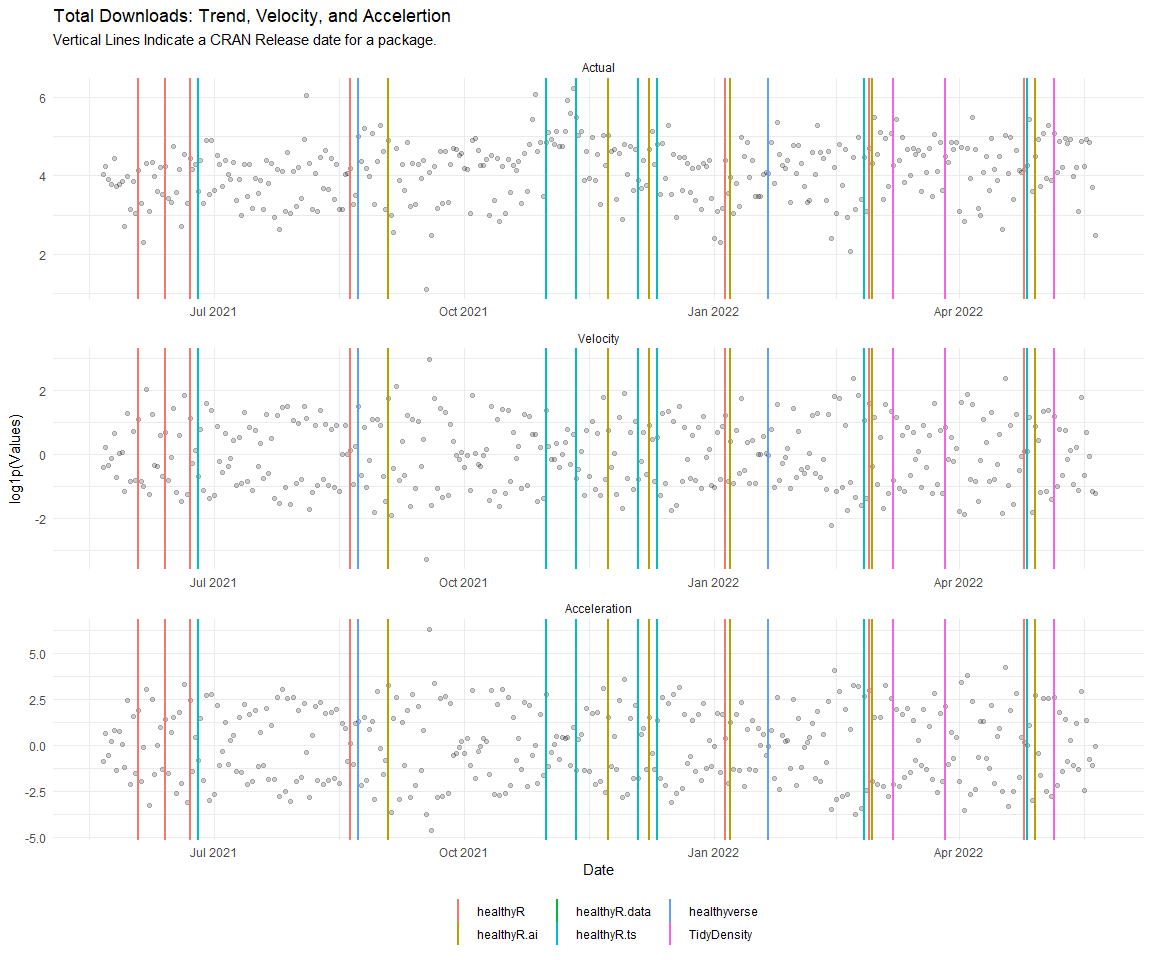 Total Downloads: Trend, Velocity, and Accelertion
Vertical Lines Indicate a CRAN Release date for a package.
Actual
6
4
2
Jul 2021 Oct 2021 Jan 2022 Apr 2022
Velocity
2
0
-2
Jul 2021 Oct 2021 Jan 2022 Apr 2022
log1p(Values)
Acceleration
5.0
2.5
0.0
-2.5
-5.0
Jul 2021 Oct 2021 Jan 2022 Apr 2022
Date
healthyR healthyR.data healthyverse
healthyR.ai healthyR.ts TidyDensity